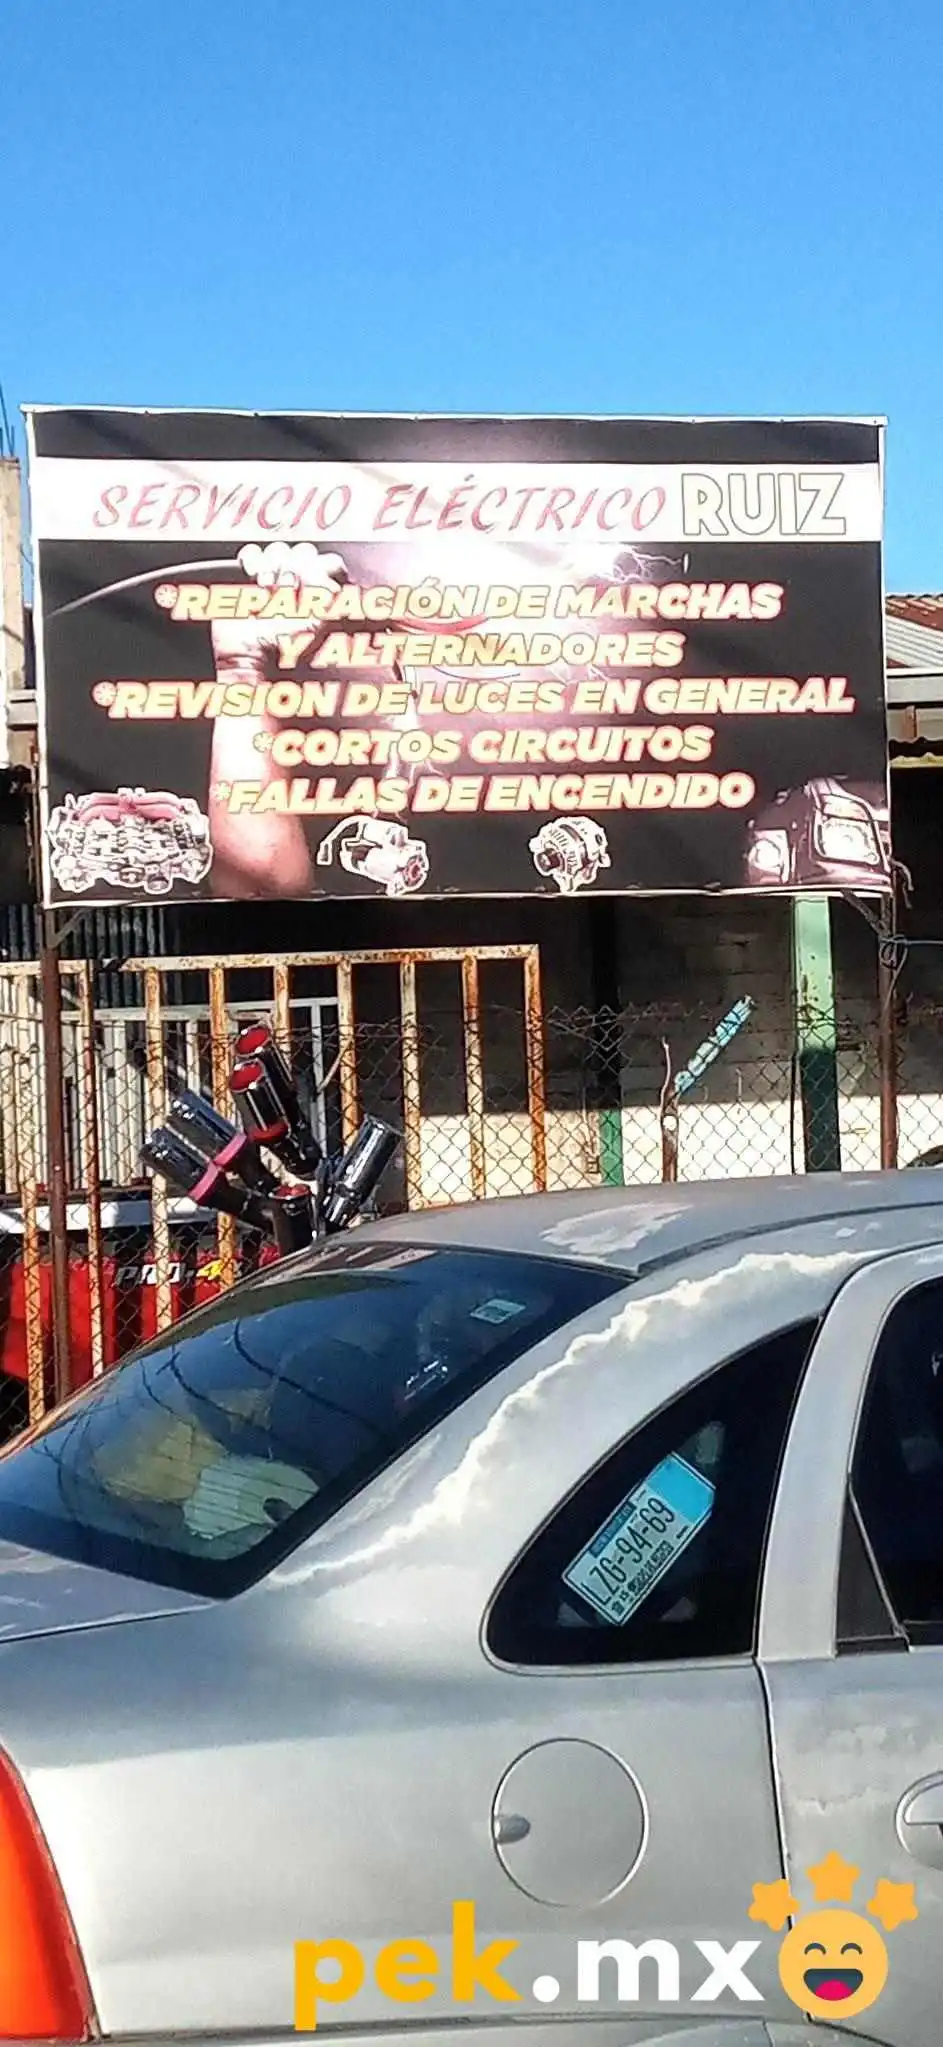 SERVICIO ELÉCTRICO RUIZ
*REPARACIÓN DE MARCHAS
Y ALTERNADORES
*REVISION DE LUCES EN GENERAL
*CORTOS CIRCUITOS
*FALLAS DE ENCENDIDO
LZG-94-69
pek.mx